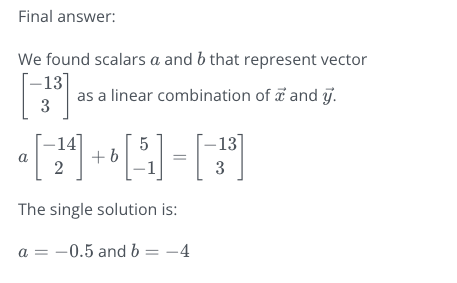 Final answer:
We found scalars a and b that represent vector
[−13
3] as a linear combination of x⃗ and y⃗.
a [−14
2] + b [5
−1] = [−13
3]
The single solution is:
a = −0.5 and b = −4